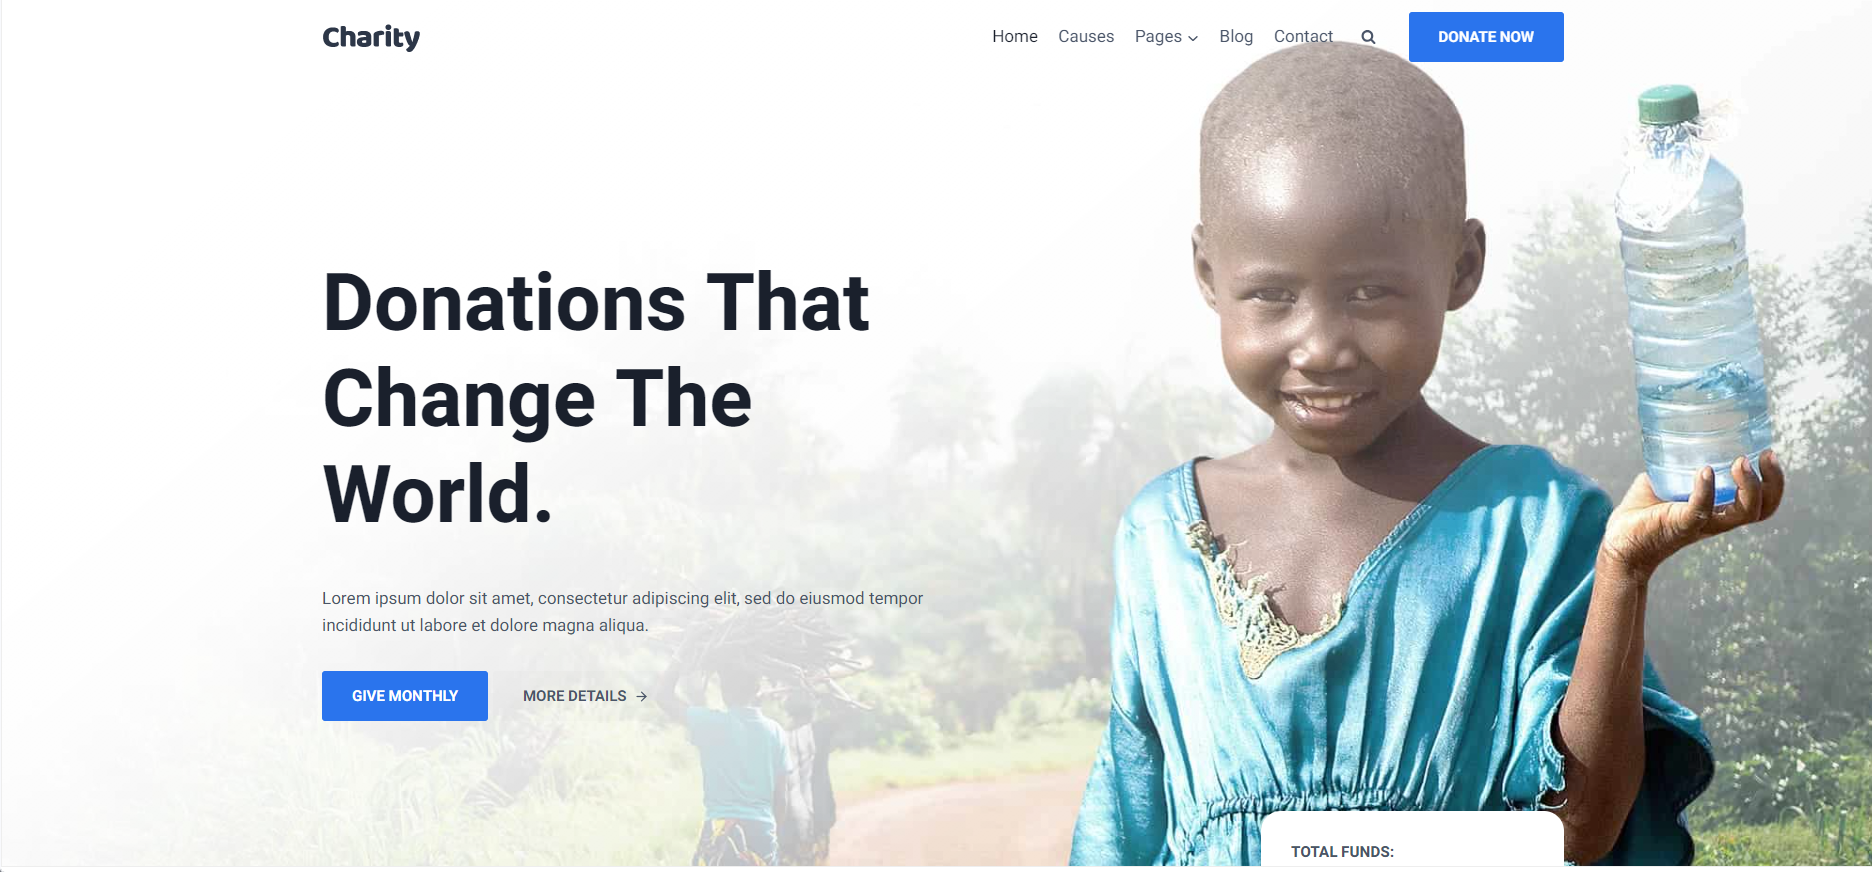 Charity
Home Causes Pages Blog Contact
DONATE NOW
Donations That
Change The
World.
Lorem ipsum dolor sit amet, consectetur adipiscing elit, sed do eiusmod tempor
incididunt ut labore et dolore magna aliqua.
GIVE MONTHLY
MORE DETAILS →
TOTAL FUNDS: